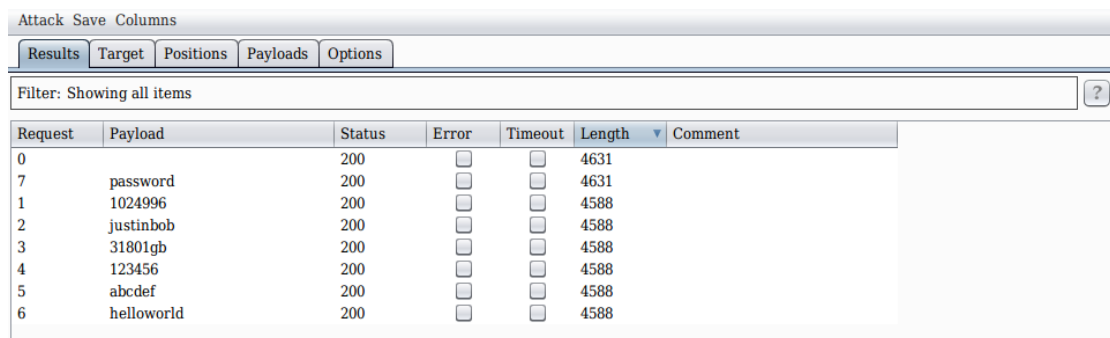 Attack Save Columns
Results Target Positions Payloads Options
Filter: Showing all items ?
Request Payload Status Error Timeout Length Comment
0 200 4631
7 password 200 4631
1 1024996 200 4588
2 justinbob 200 4588
3 31801gb 200 4588
4 123456 200 4588
5 abcdef 200 4588
6 helloworld 200 4588